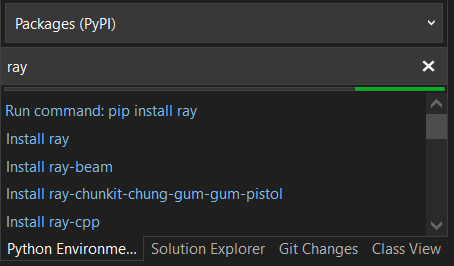 Packages (PyPI)
ray
Run command: pip install ray
Install ray
Install ray-beam
Install ray-chunkit-chung-gum-gum-pistol
Install ray-cpp
Python Environme... Solution Explorer Git Changes Class View